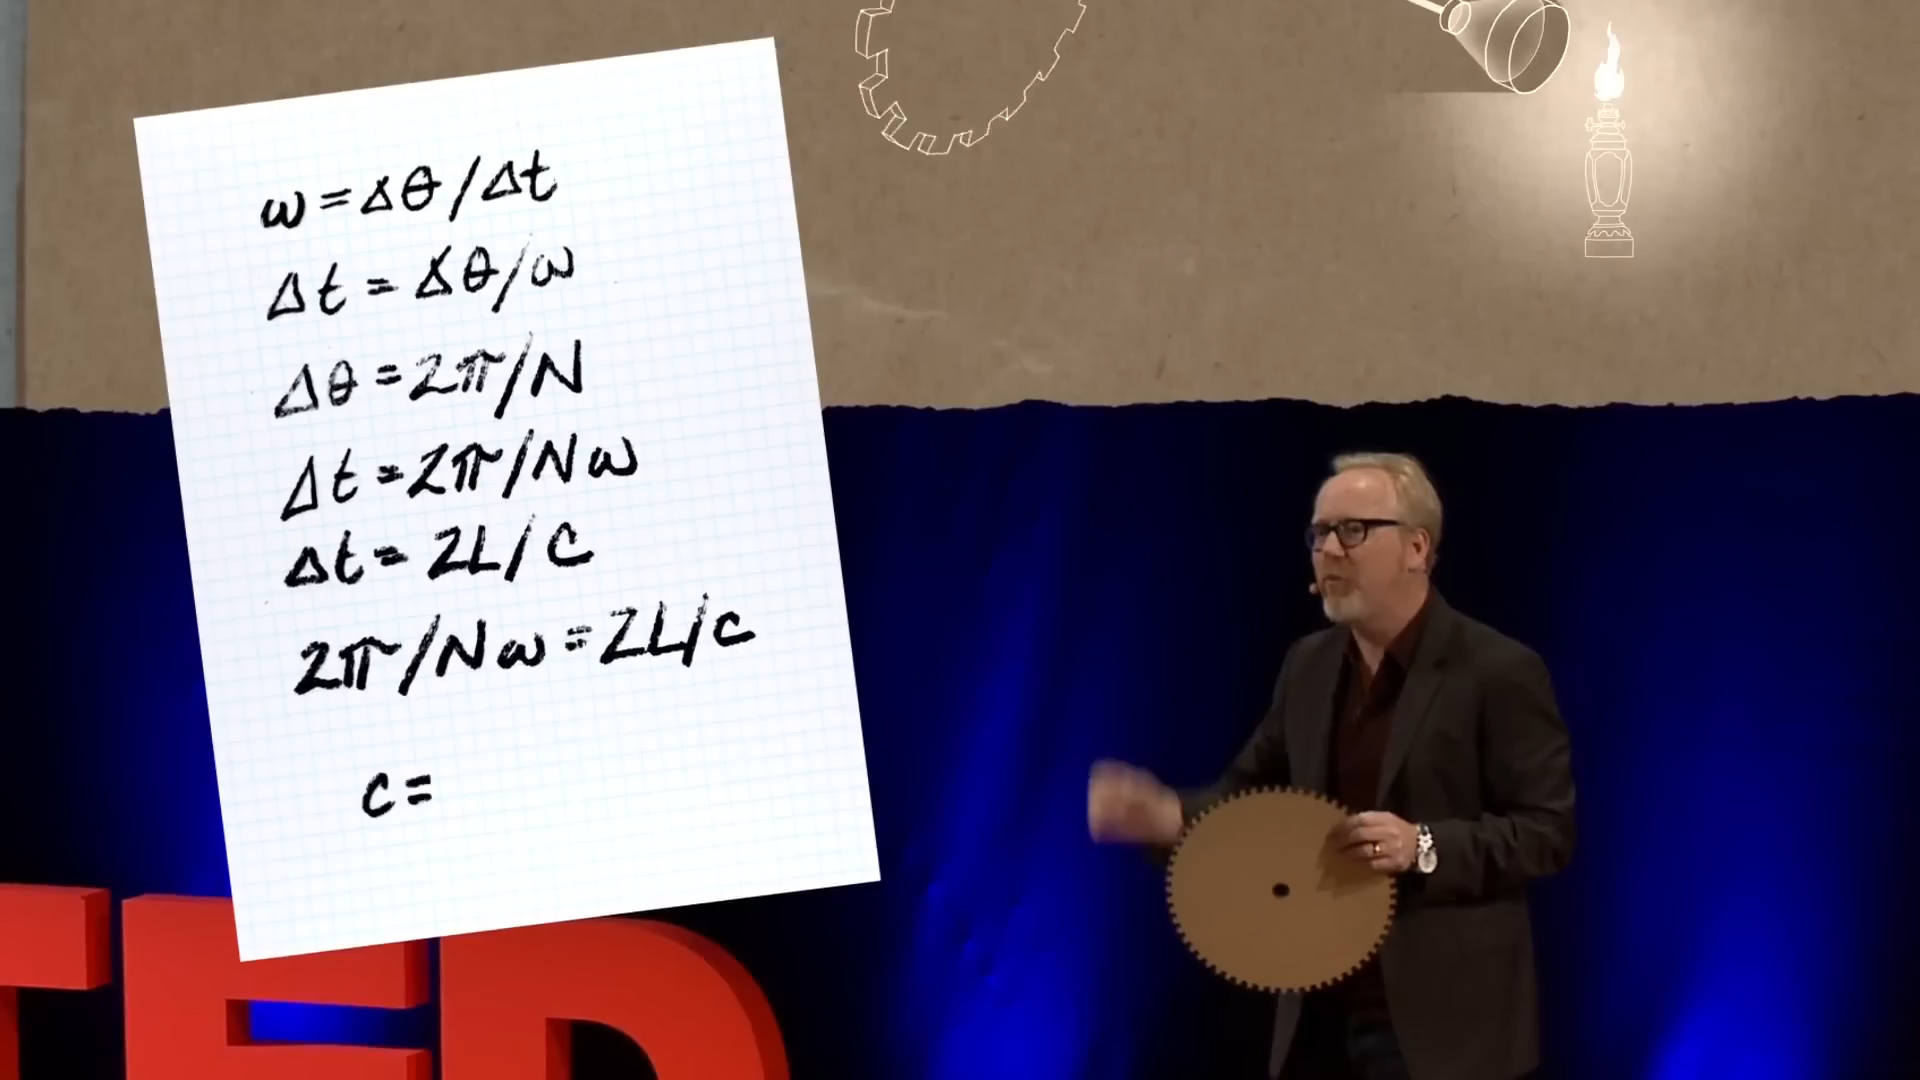 ω = Δθ/Δt
Δt = Δθ/ω
Δθ = 2π/N
Δt = 2π/Nω
Δt = 2L/C
2π/Nω = 2L/c
c =
TED